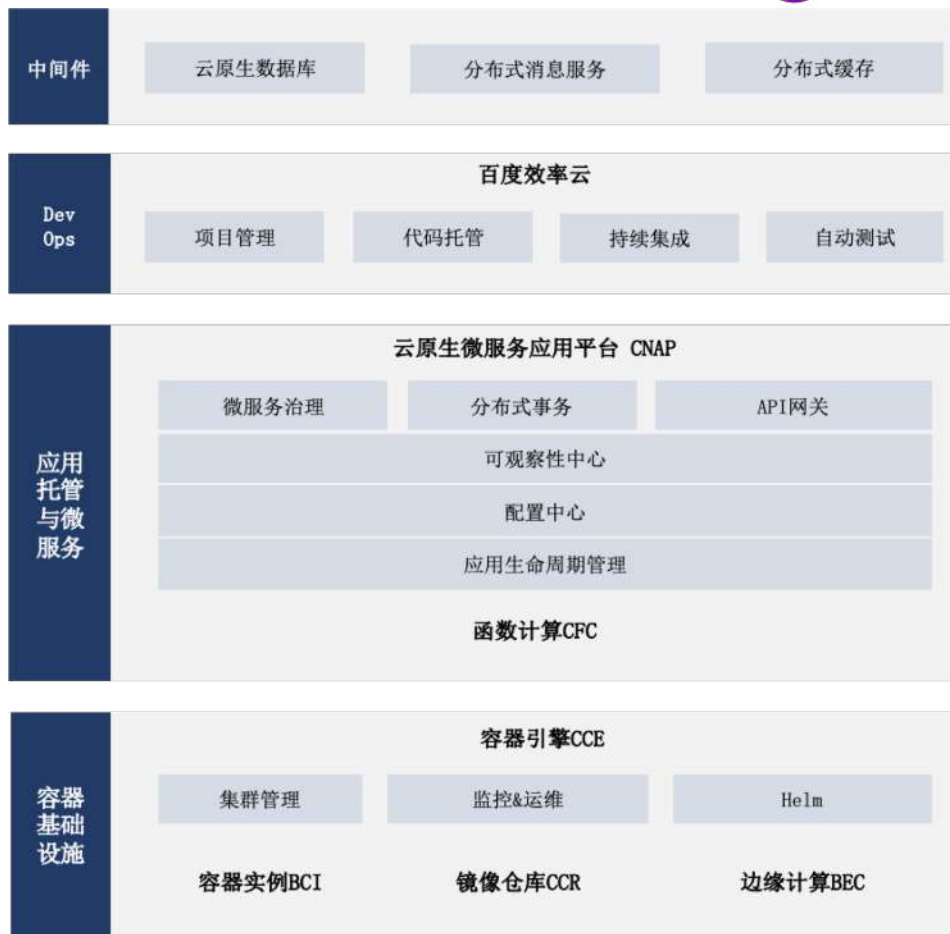 中间件
云原生数据库
分布式消息服务
分布式缓存
Dev
Ops
百度效率云
项目管理
代码托管
持续集成
自动测试
应用
托管
与微
服务
云原生微服务应用平台 CNAP
微服务治理
分布式事务
API网关
可观察性中心
配置中心
应用生命周期管理
函数计算CFC
容器
基础
设施
容器引擎CCE
集群管理
监控&运维
Helm
容器实例BCI
镜像仓库CCR
边缘计算BEC